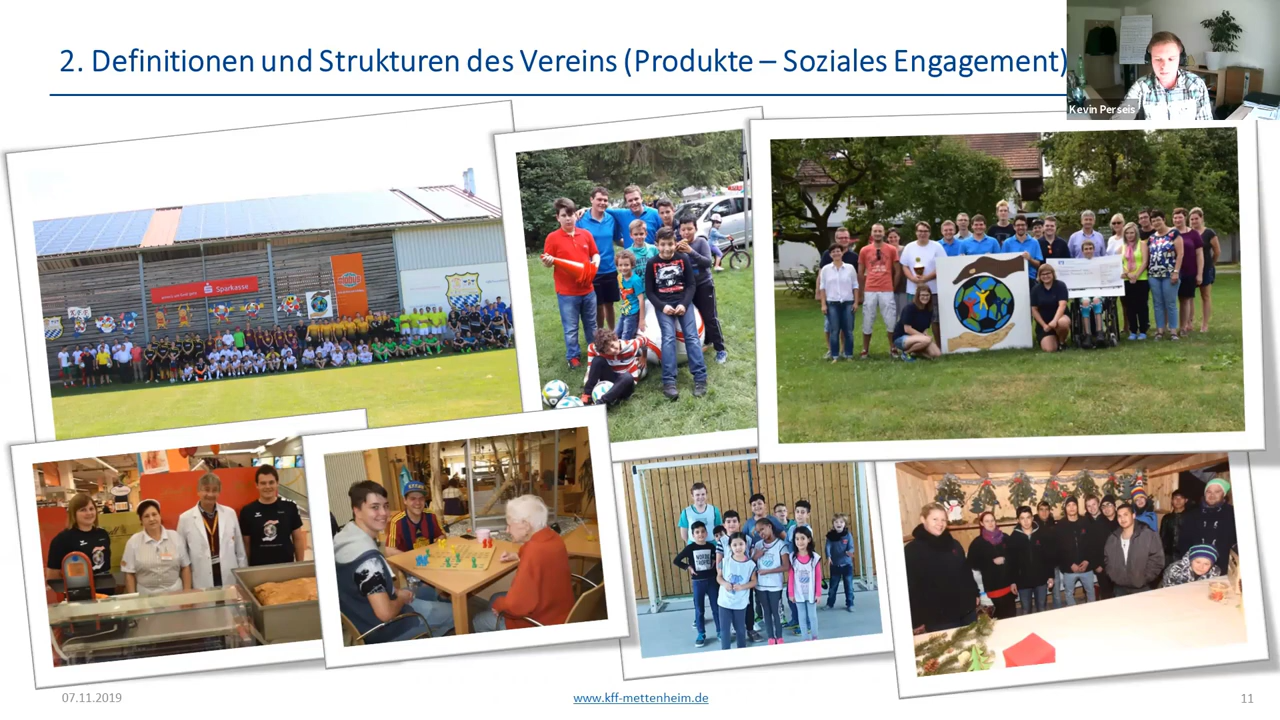 2. Definitionen und Strukturen des Vereins (Produkte – Soziales Engagement)
Kevin Perseis
Sparkasse
07.11.2019
www.kff-mettenheim.de
11